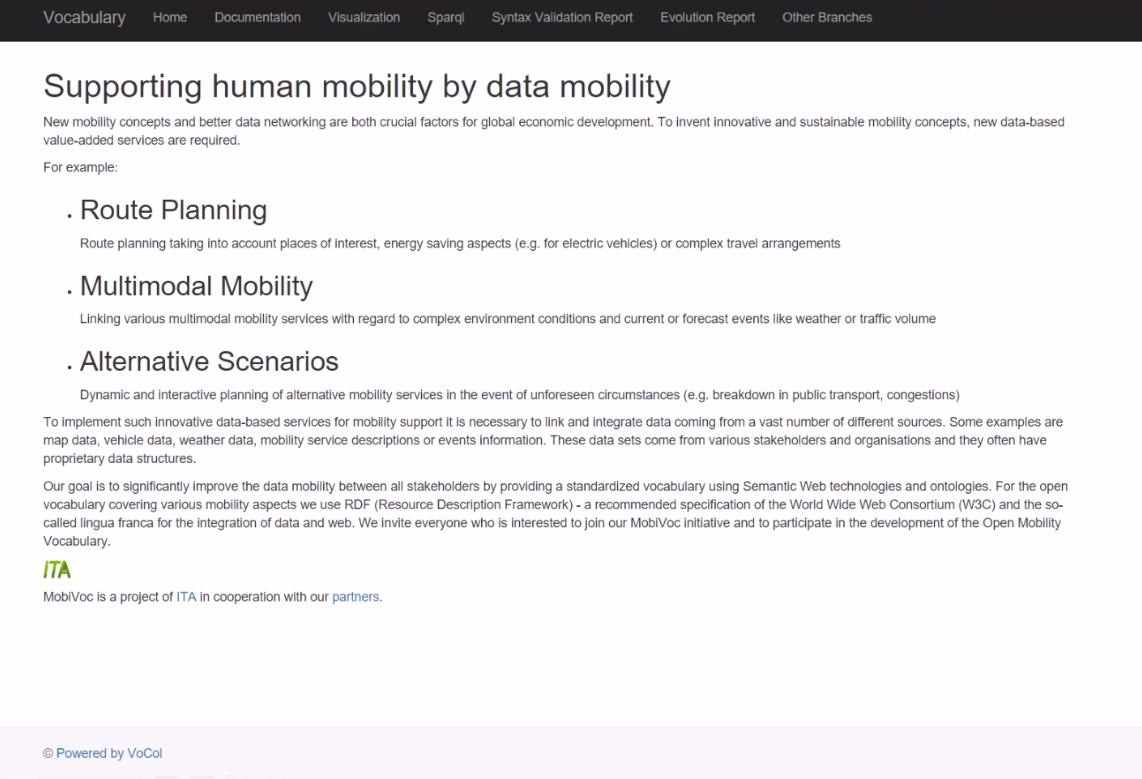 Vocabulary Home Documentation Visualization Sparql Syntax Validation Report Evolution Report Other Branches
Supporting human mobility by data mobility
New mobility concepts and better data networking are both crucial factors for global economic development. To invent innovative and sustainable mobility concepts, new data-based
value-added services are required.
For example:
• Route Planning
Route planning taking into account places of interest, energy saving aspects (e.g. for electric vehicles) or complex travel arrangements
• Multimodal Mobility
Linking various multimodal mobility services with regard to complex environment conditions and current or forecast events like weather or traffic volume
• Alternative Scenarios
Dynamic and interactive planning of alternative mobility services in the event of unforeseen circumstances (e.g. breakdown in public transport, congestions)
To implement such innovative data-based services for mobility support it is necessary to link and integrate data coming from a vast number of different sources. Some examples are
map data, vehicle data, weather data, mobility service descriptions or events information. These data sets come from various stakeholders and organisations and they often have
proprietary data structures.
Our goal is to significantly improve the data mobility between all stakeholders by providing a standardized vocabulary using Semantic Web technologies and ontologies. For the open
vocabulary covering various mobility aspects we use RDF (Resource Description Framework) - a recommended specification of the World Wide Web Consortium (W3C) and the so-
called lingua franca for the integration of data and web. We invite everyone who is interested to join our MobiVoc initiative and to participate in the development of the Open Mobility
Vocabulary.
ITA
MobiVoc is a project of ITA in cooperation with our partners.
© Powered by VoCol